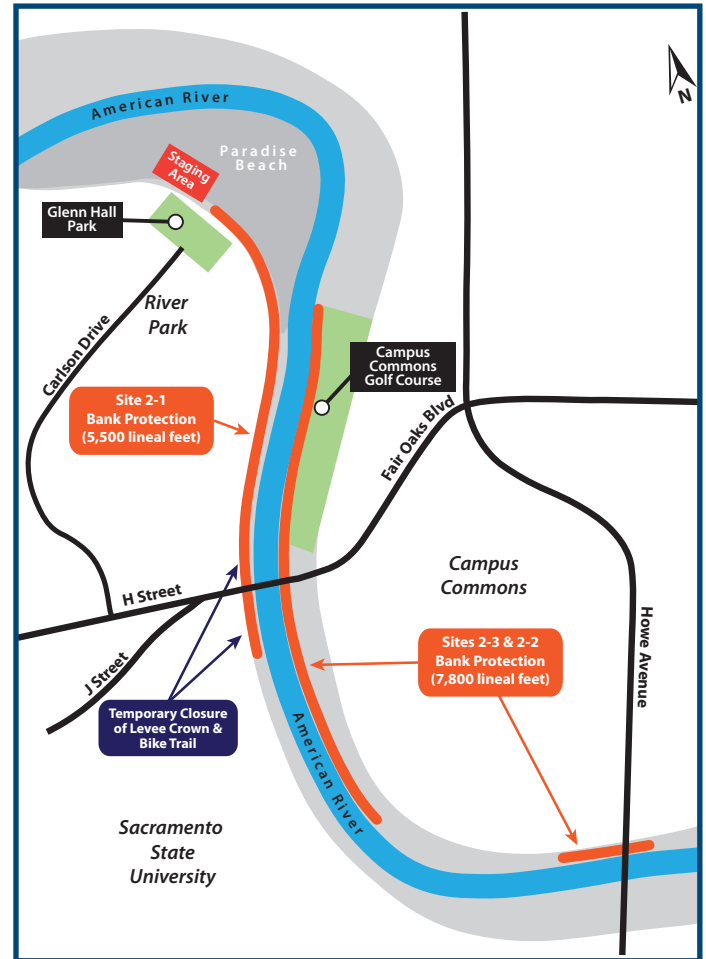 American River
N
Paradise
Beach
Staging
Area
Glenn Hall
Park
River
Park
Carlson Drive
Campus
Commons
Golf Course
Site 2-1
Bank Protection
(5,500 lineal feet)
Fair Oaks Blvd
Campus
Commons
H Street
J Street
Howe Avenue
Sites 2-3 & 2-2
Bank Protection
(7,800 lineal feet)
Temporary Closure
of Levee Crown &
Bike Trail
American River
Sacramento
State
University